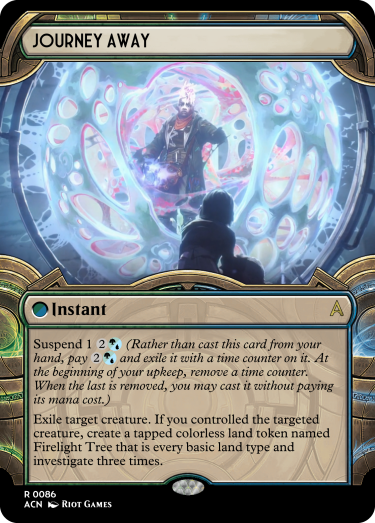 JOURNEY AWAY
Instant
Suspend 1 2 (Rather than cast this card from your
hand, pay 2 and exile it with a time counter on it. At
the beginning of your upkeep, remove a time counter.
When the last is removed, you may cast it without paying
its mana cost.)
Exile target creature. If you controlled the targeted
creature, create a tapped colorless land token named
Firelight Tree that is every basic land type and
investigate three times.
R 0086
ACN Riot Games